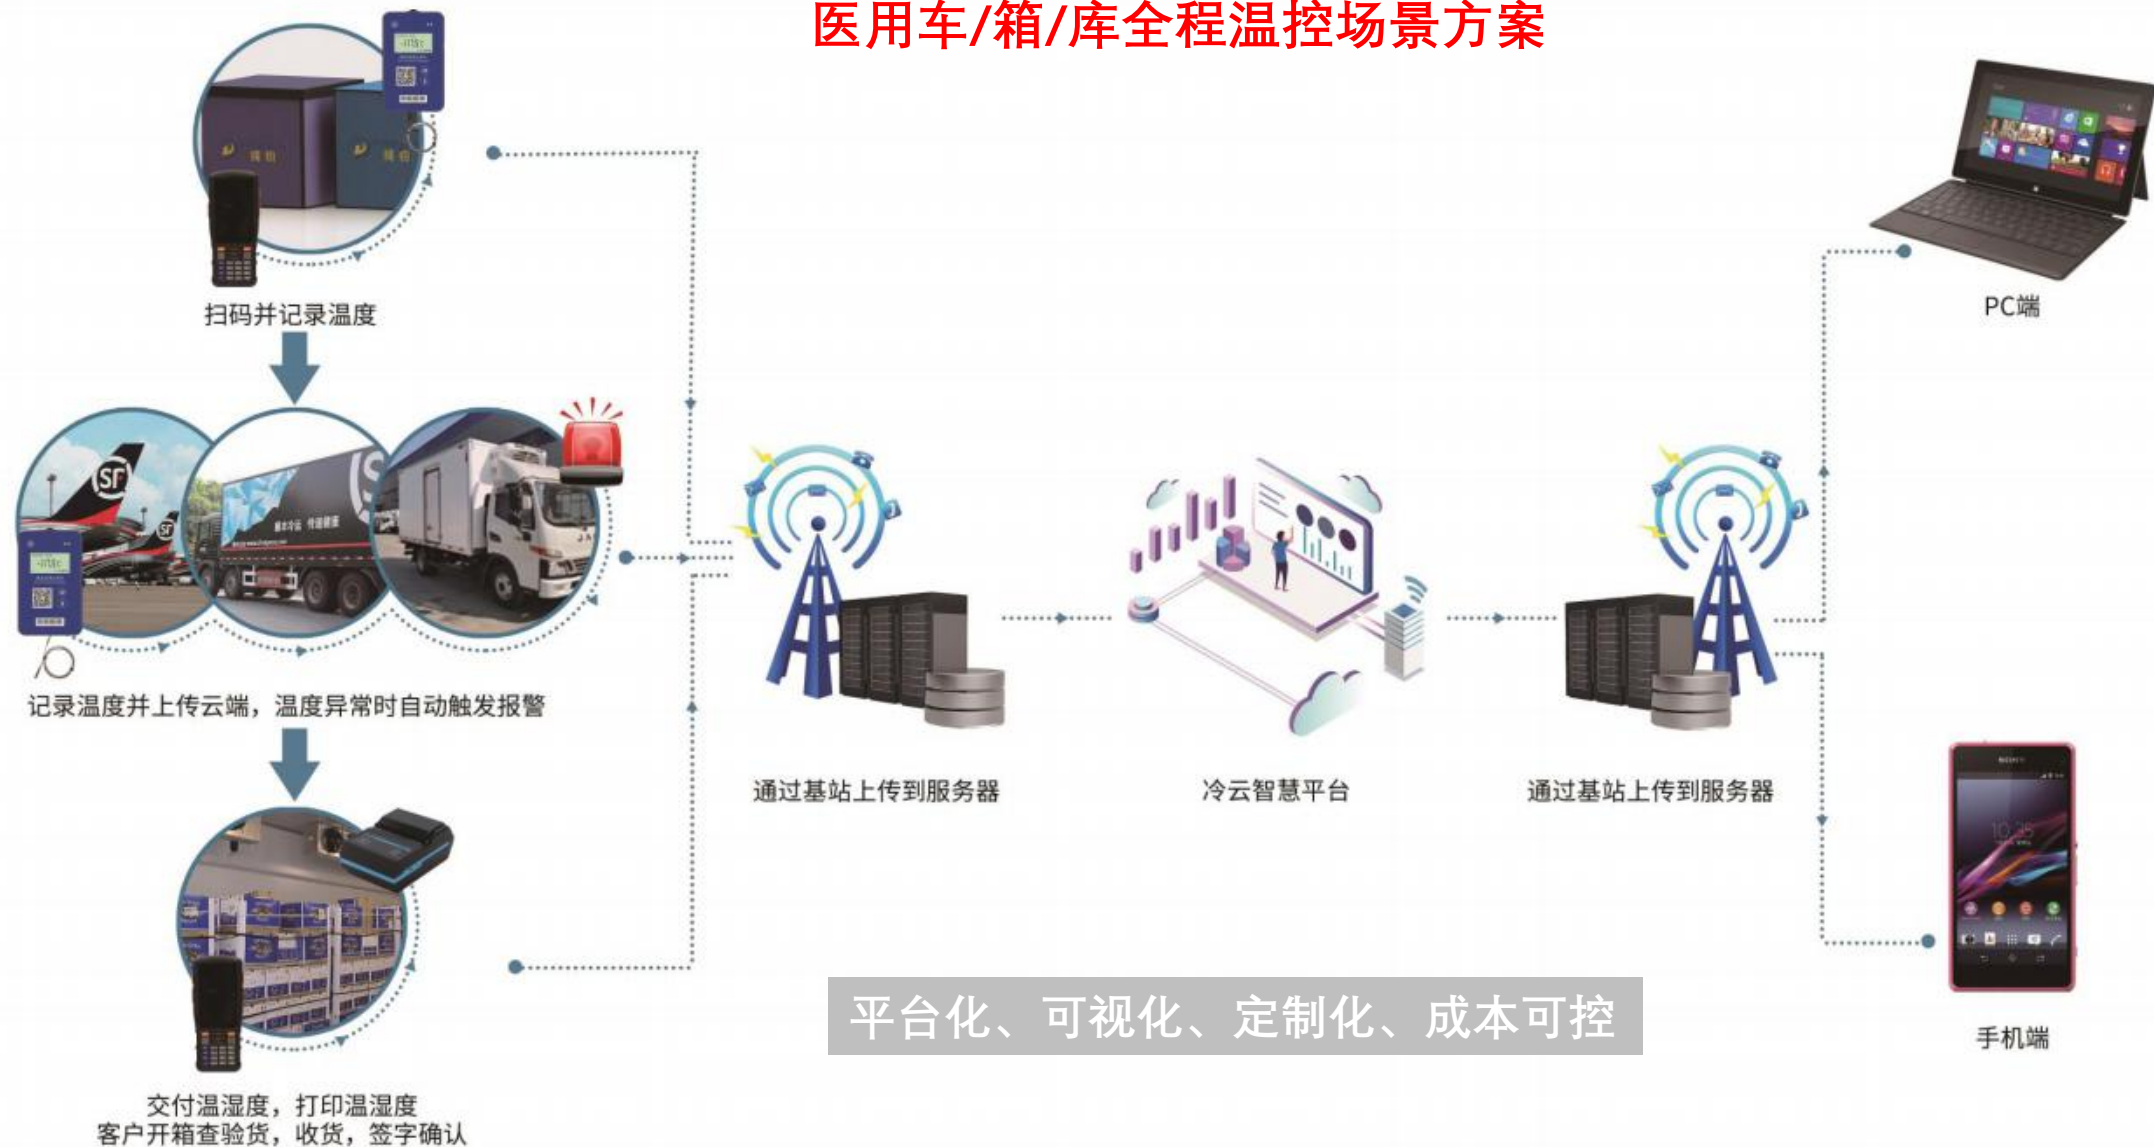 医用车/箱/库全程温控场景方案
扫码并记录温度
SF
SF
记录温度并上传云端，温度异常时自动触发报警
交付温湿度，打印温湿度
客户开箱查验货，收货，签字确认
通过基站上传到服务器
冷云智慧平台
通过基站上传到服务器
PC端
SONY
10:35
手机端
平台化、可视化、定制化、成本可控